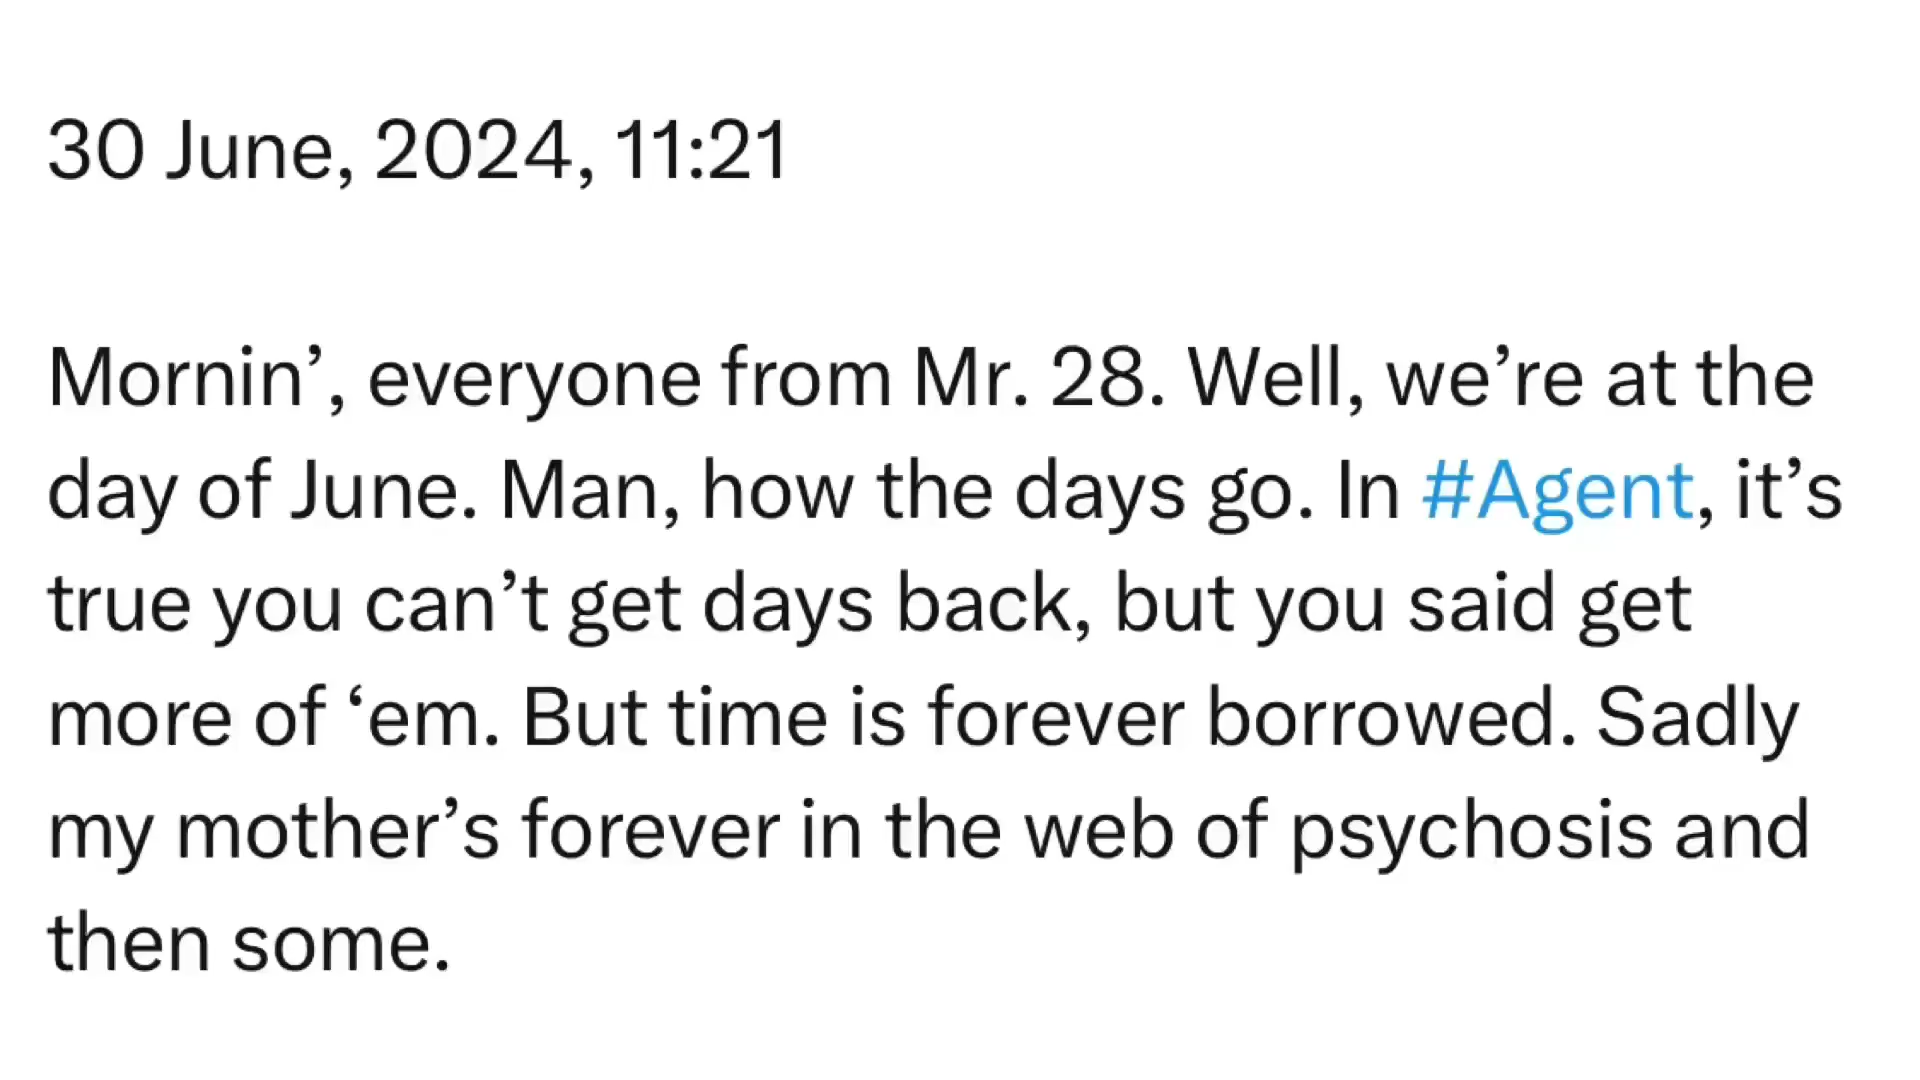 30 June, 2024, 11:21
Mornin’, everyone from Mr. 28. Well, we’re at the
day of June. Man, how the days go. In #Agent, it’s
true you can’t get days back, but you said get
more of ‘em. But time is forever borrowed. Sadly
my mother’s forever in the web of psychosis and
then some.